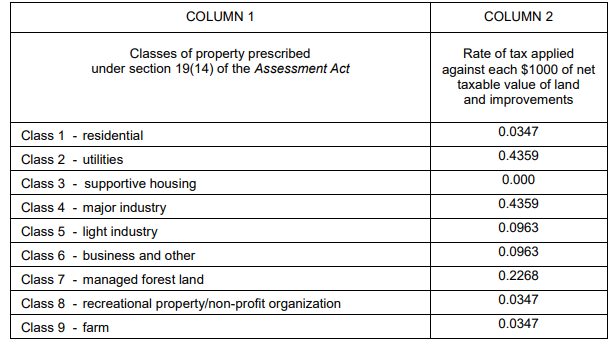 COLUMN 1
COLUMN 2
Classes of property prescribed
under section 19(14) of the Assessment Act
Rate of tax applied
against each $1000 of net
taxable value of land
and improvements
Class 1 - residential 0.0347
Class 2 - utilities 0.4359
Class 3 - supportive housing 0.000
Class 4 - major industry 0.4359
Class 5 - light industry 0.0963
Class 6 - business and other 0.0963
Class 7 - managed forest land 0.2268
Class 8 - recreational property/non-profit organization 0.0347
Class 9 - farm 0.0347